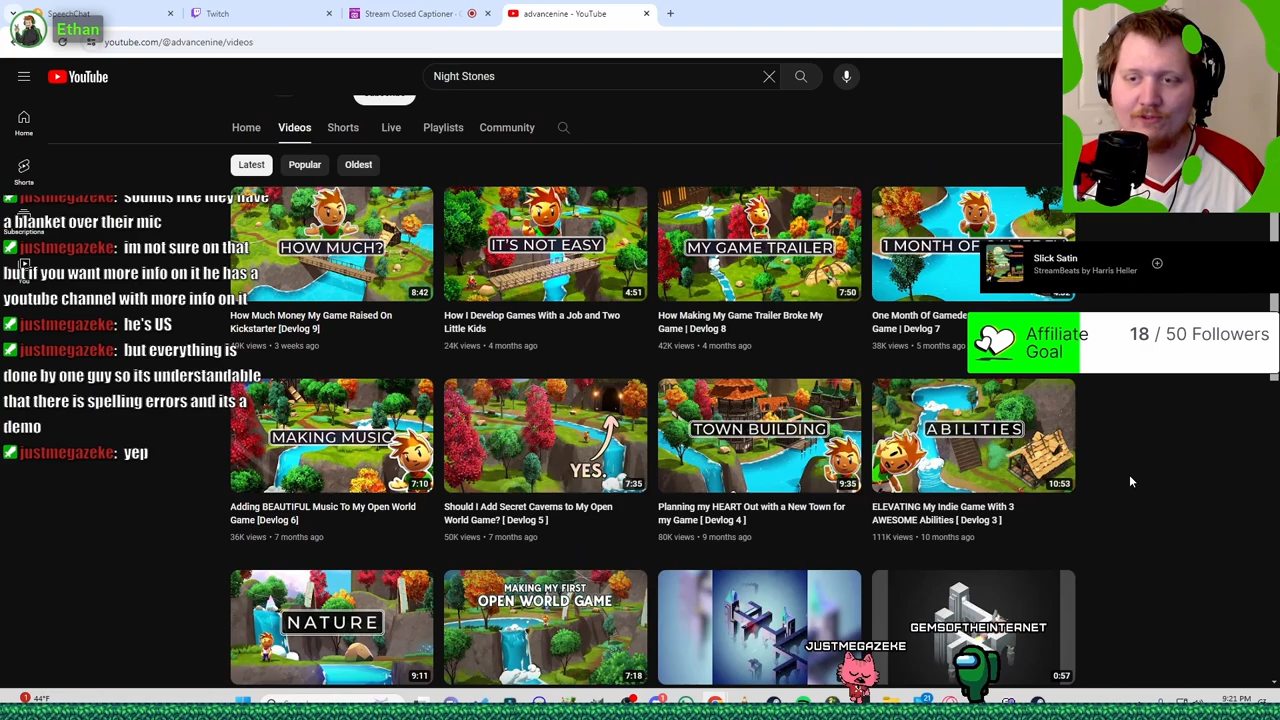 SpeechChat
Twitch
Stream Closed Captioner
advancenine - YouTube
Ethan
youtube.com/@advancenine/videos
YouTube
Night Stones
Home
Videos
Shorts
Live
Playlists
Community
Home
Latest
Popular
Oldest
Shorts
Subscriptions
You
justmegazeke: sounds like they have
a blanket over their mic
justmegazeke: im not sure on that
but if you want more info on it he has a
youtube channel with more info on it
justmegazeke: he's US
justmegazeke: but everything is
done by one guy so its understandable
that there is spelling errors and its a
demo
justmegazeke: yep
HOW MUCH?
8:42
IT'S NOT EASY
4:51
MY GAME TRAILER
7:50
1 MONTH OF
How Much Money My Game Raised On
Kickstarter [Devlog 9]
3 weeks ago
How I Develop Games With a Job and Two
Little Kids
24K views • 4 months ago
How Making My Game Trailer Broke My
Game | Devlog 8
42K views • 4 months ago
One Month Of
Game | Devlog 7
38K views • 5 months ago
Slick Satin
StreamBeats by Harris Heller
Affiliate
Goal
18 / 50 Followers
MAKING MUSIC
7:10
YES.
7:35
TOWN BUILDING
9:35
ABILITIES
10:53
Adding BEAUTIFUL Music To My Open World
Game [Devlog 6]
36K views • 7 months ago
Should I Add Secret Caverns to My Open
World Game? [ Devlog 5 ]
50K views • 7 months ago
Planning my HEART Out with a New Town for
my Game [ Devlog 4 ]
80K views • 9 months ago
ELEVATING My Indie Game With 3
AWESOME Abilities [ Devlog 3 ]
111K views • 10 months ago
NATURE
9:11
MAKING MY FIRST
OPEN WORLD GAME
7:18
JUSTMEGAZEKE
GEMSOFTHEINTERNET
0:57
44°F
9:21 PM